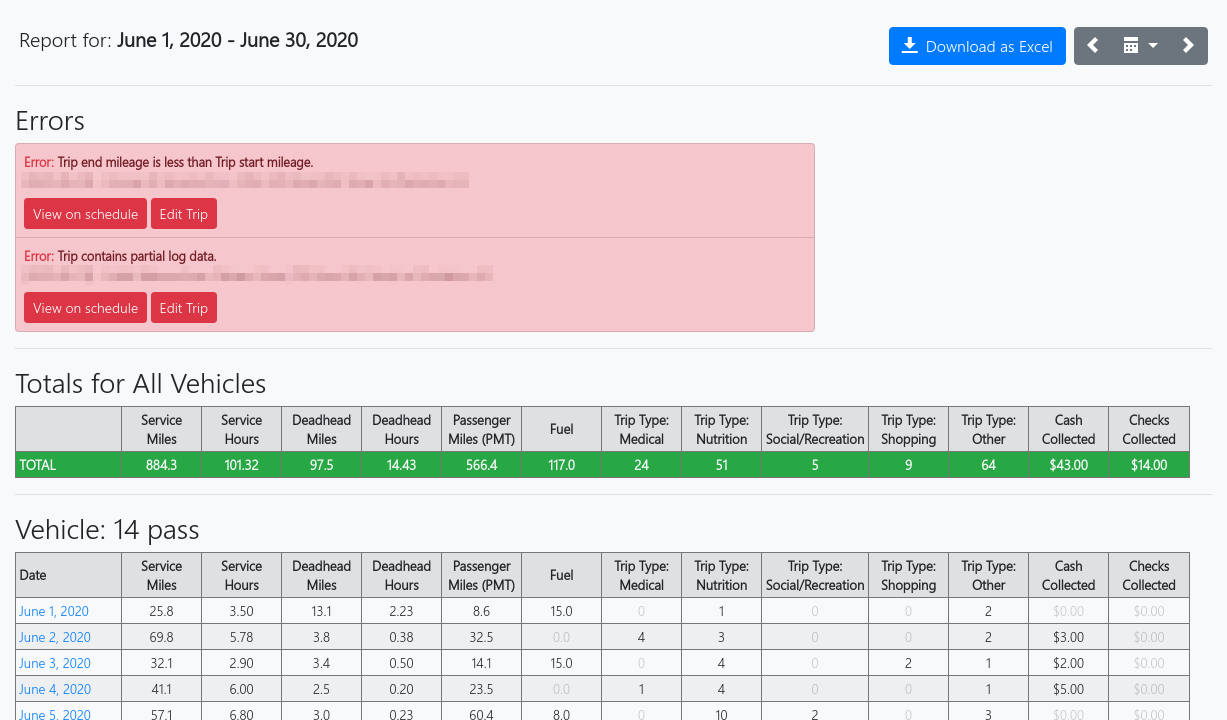 Report for: June 1, 2020 - June 30, 2020
Download as Excel
Errors
Error: Trip end mileage is less than Trip start mileage.
View on schedule Edit Trip
Error: Trip contains partial log data.
View on schedule Edit Trip
Totals for All Vehicles
Service Miles Service Hours Deadhead Miles Deadhead Hours Passenger Miles (PMT) Fuel Trip Type: Medical Trip Type: Nutrition Trip Type: Social/Recreation Trip Type: Shopping Trip Type: Other Cash Collected Checks Collected
TOTAL 884.3 101.32 97.5 14.43 566.4 117.0 24 51 5 9 64 $43.00 $14.00
Vehicle: 14 pass
Date Service Miles Service Hours Deadhead Miles Deadhead Hours Passenger Miles (PMT) Fuel Trip Type: Medical Trip Type: Nutrition Trip Type: Social/Recreation Trip Type: Shopping Trip Type: Other Cash Collected Checks Collected
June 1, 2020 25.8 3.50 13.1 2.23 8.6 15.0 0 1 0 0 2 $0.00 $0.00
June 2, 2020 69.8 5.78 3.8 0.38 32.5 0.0 4 3 0 0 2 $3.00 $0.00
June 3, 2020 32.1 2.90 3.4 0.50 14.1 15.0 0 4 0 2 1 $2.00 $0.00
June 4, 2020 41.1 6.00 2.5 0.20 23.5 0.0 1 4 0 0 1 $5.00 $0.00
June 5, 2020 57.1 6.80 3.0 0.23 60.4 8.0 0 10 2 0 3 $0.00 $0.00